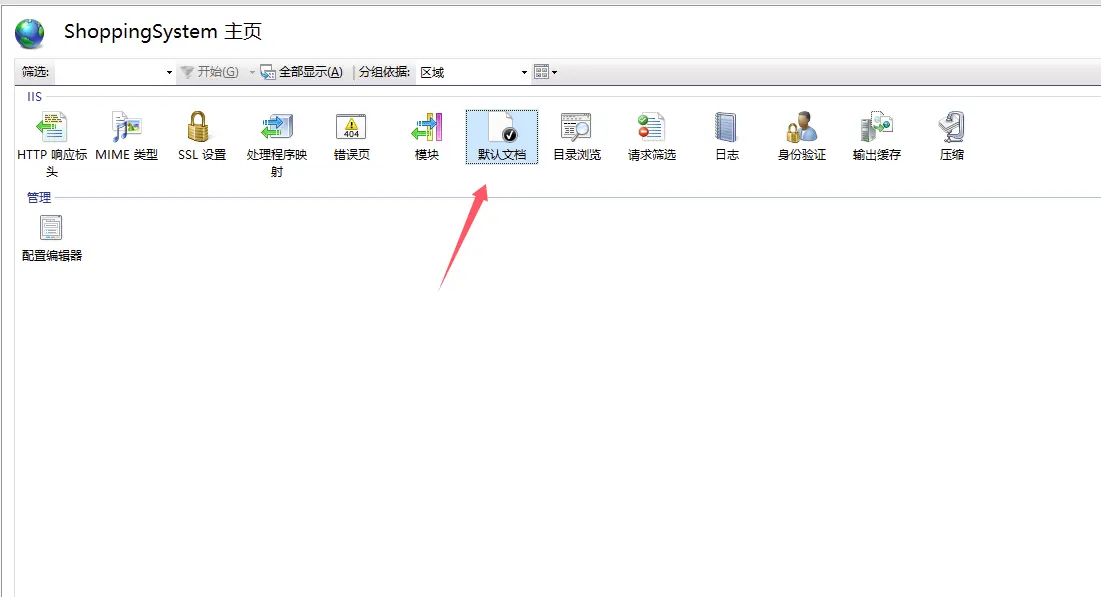 ShoppingSystem 主页
筛选: 开始(G) 全部显示(A) 分组依据: 区域
IIS
404
HTTP 响应标头 MIME 类型 SSL 设置 处理程序映射 错误页 模块 默认文档 目录浏览 请求筛选 日志 身份验证 输出缓存 压缩
管理
配置编辑器